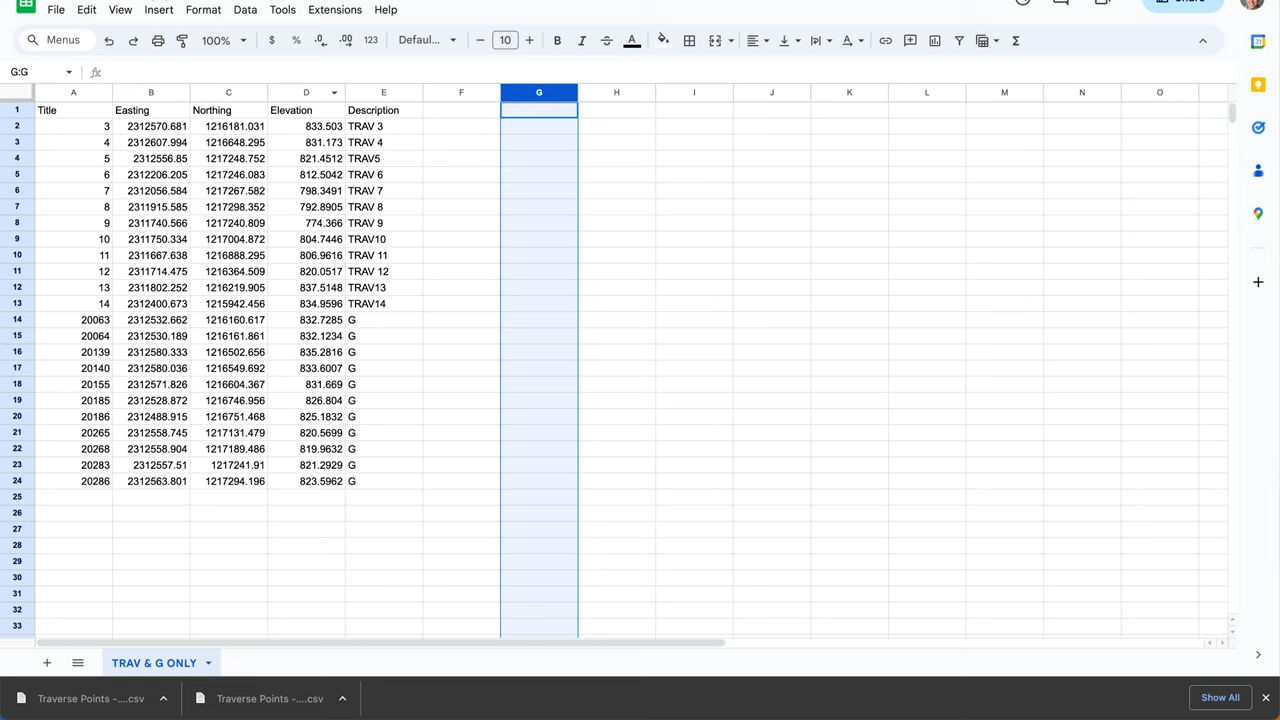 File Edit View Insert Format Data Tools Extensions Help
Menus 100% $ % .0 .00 123 Defaul... 10 B I A
G:G fx
A B C D E F G H I J K L M N O
1 Title Easting Northing Elevation Description
2 3 2312570.681 1216181.031 833.503 TRAV 3
3 4 2312607.994 1216648.295 831.173 TRAV 4
4 5 2312556.85 1217248.752 821.4512 TRAV5
5 6 2312206.205 1217246.083 812.5042 TRAV 6
6 7 2312056.584 1217267.582 798.3491 TRAV 7
7 8 2311915.585 1217298.352 792.8905 TRAV 8
8 9 2311740.566 1217240.809 774.366 TRAV 9
9 10 2311750.334 1217004.872 804.7446 TRAV10
10 11 2311667.638 1216888.295 806.9616 TRAV 11
11 12 2311714.475 1216364.509 820.0517 TRAV 12
12 13 2311802.252 1216219.905 837.5148 TRAV13
13 14 2312400.673 1215942.456 834.9596 TRAV14
14 20063 2312532.662 1216160.617 832.7285 G
15 20064 2312530.189 1216161.861 832.1234 G
16 20139 2312580.333 1216502.656 835.2816 G
17 20140 2312580.036 1216549.692 833.6007 G
18 20155 2312571.826 1216604.367 831.669 G
19 20185 2312528.872 1216746.956 826.804 G
20 20186 2312488.915 1216751.468 825.1832 G
21 20265 2312558.745 1217131.479 820.5699 G
22 20268 2312558.904 1217189.486 819.9632 G
23 20283 2312557.51 1217241.91 821.2929 G
24 20286 2312563.801 1217294.196 823.5962 G
25
26
27
28
29
30
31
32
33
TRAV & G ONLY
Traverse Points -....csv Traverse Points -....csv Show All